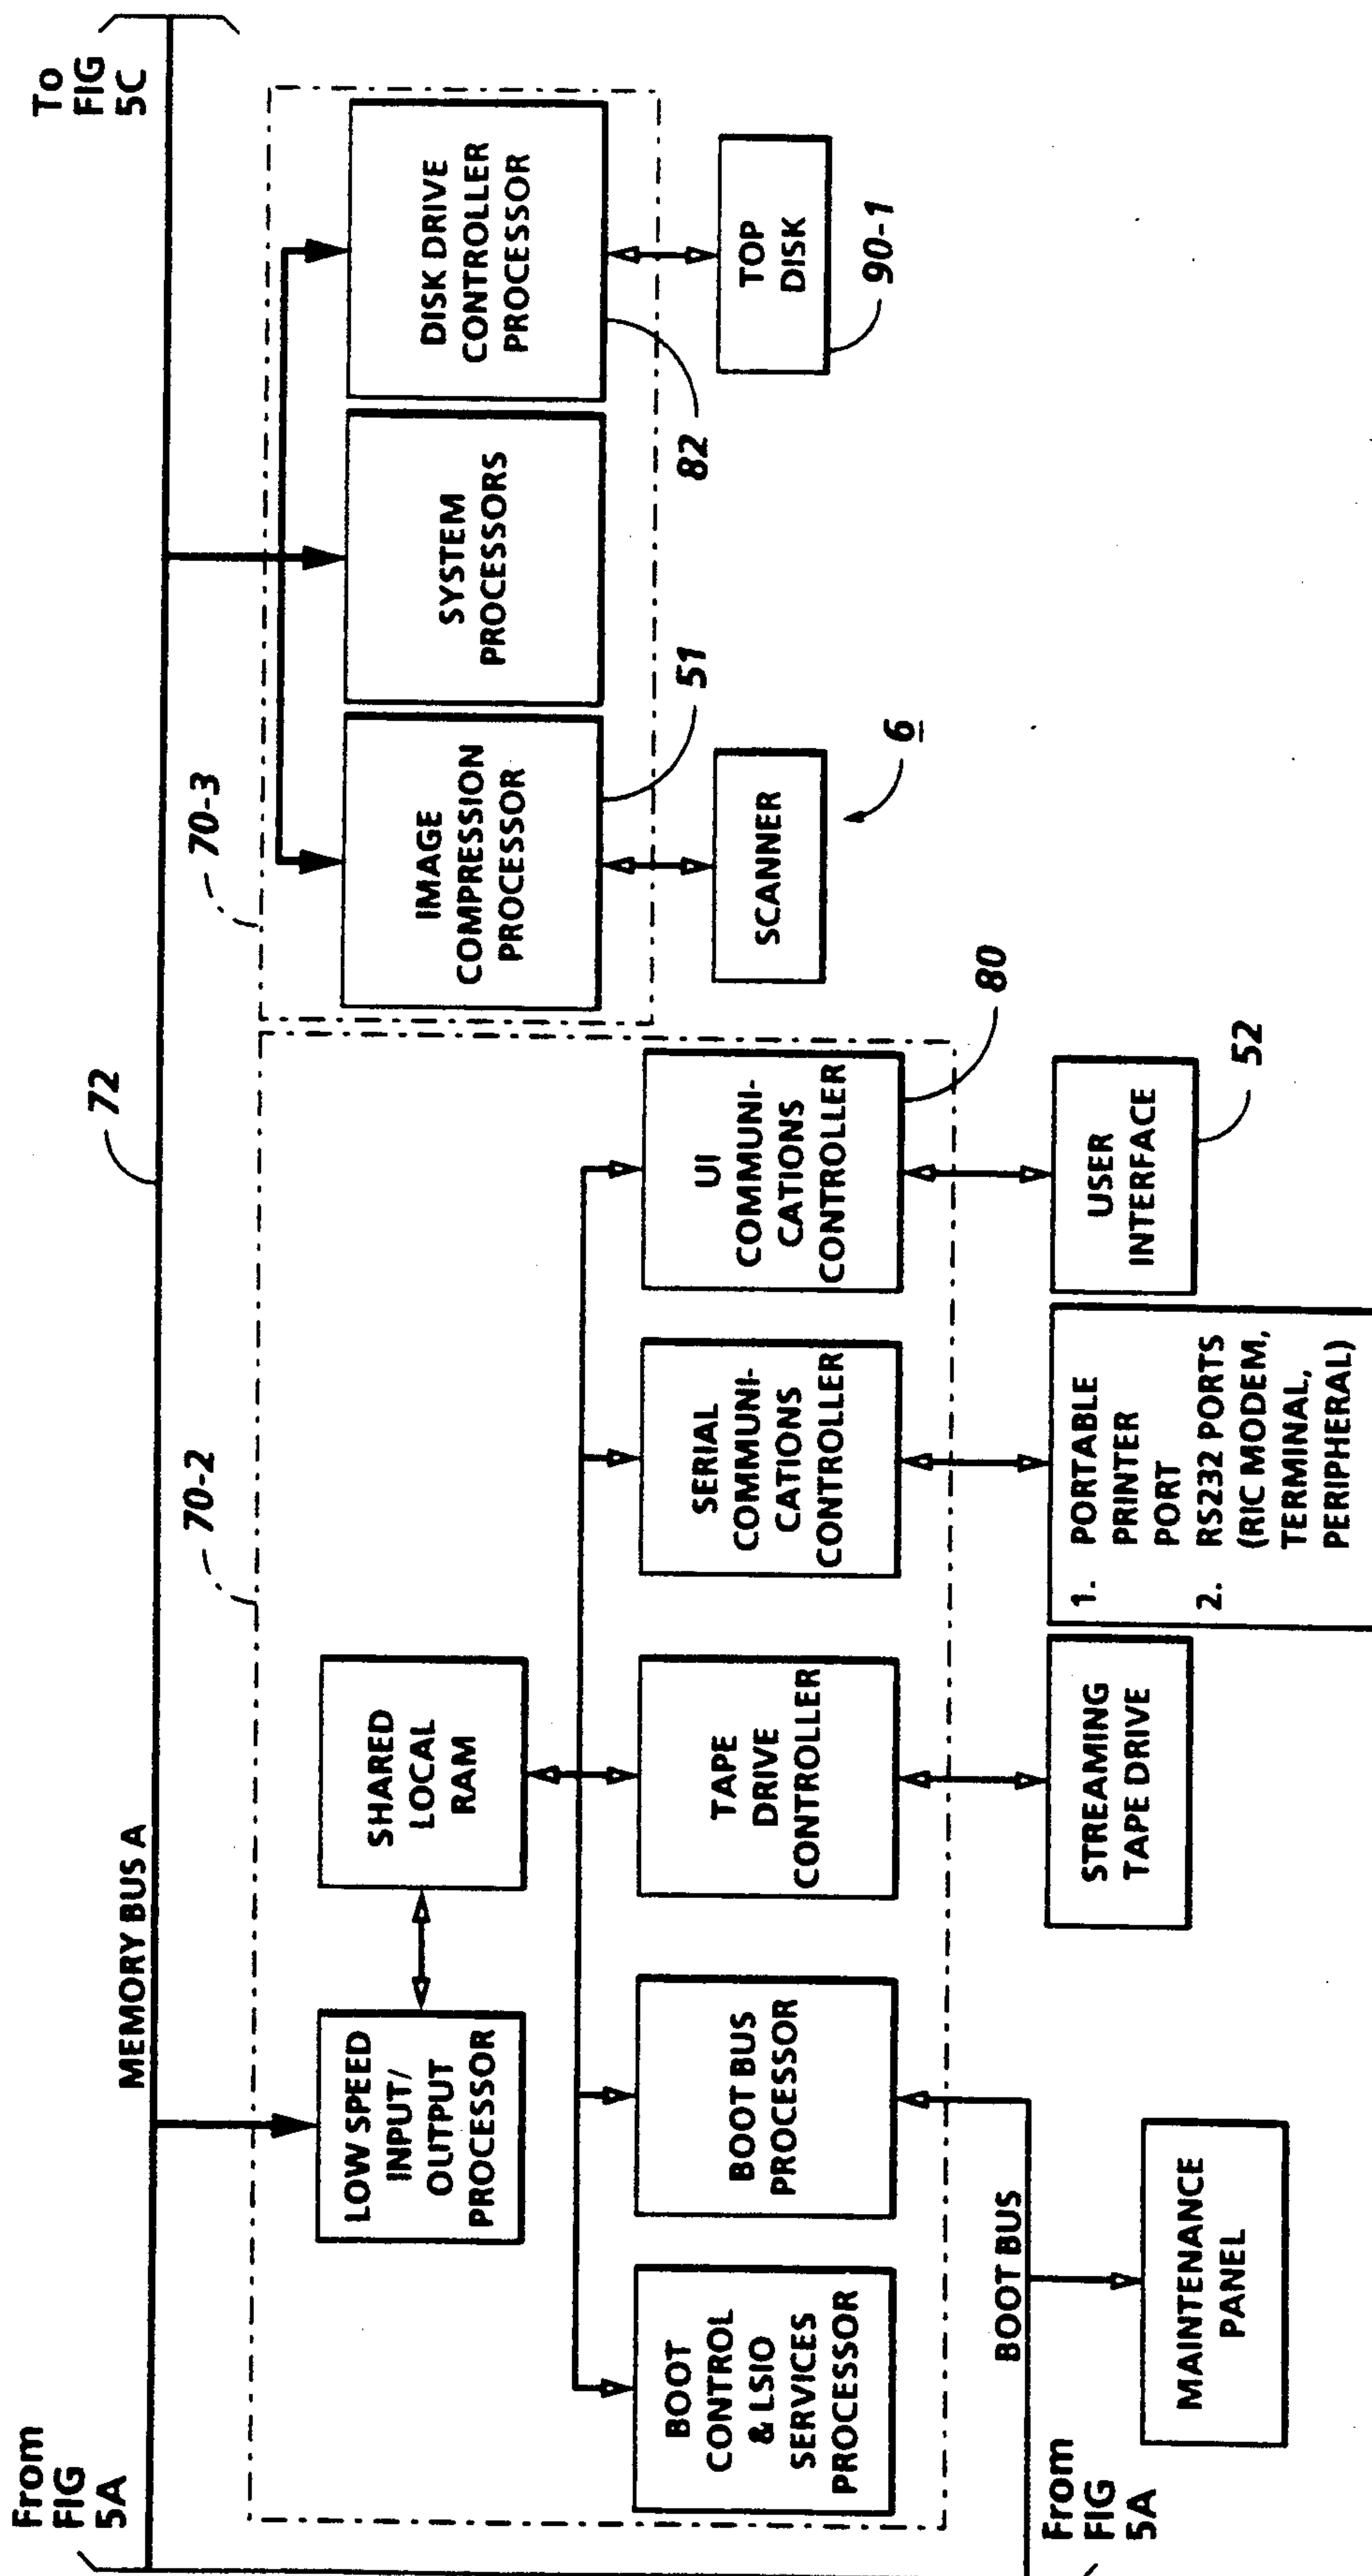 From
FIG
5A
To
FIG
5C
MEMORY BUS A
72
70-2
70-3
LOW SPEED
INPUT/
OUTPUT
PROCESSOR
SHARED
LOCAL
RAM
IMAGE
COMPRESSION
PROCESSOR
SYSTEM
PROCESSORS
DISK DRIVE
CONTROLLER
PROCESSOR
51
82
SCANNER
6
TOP
DISK
90-1
BOOT
CONTROL
& LSIO
SERVICES
PROCESSOR
BOOT BUS
PROCESSOR
TAPE
DRIVE
CONTROLLER
SERIAL
COMMUNI-
CATIONS
CONTROLLER
UI
COMMUNI-
CATIONS
CONTROLLER
80
BOOT BUS
From
FIG
5A
MAINTENANCE
PANEL
STREAMING
TAPE DRIVE
1. PORTABLE
PRINTER
PORT
2. RS232 PORTS
(RIC MODEM,
TERMINAL,
PERIPHERAL)
USER
INTERFACE
52